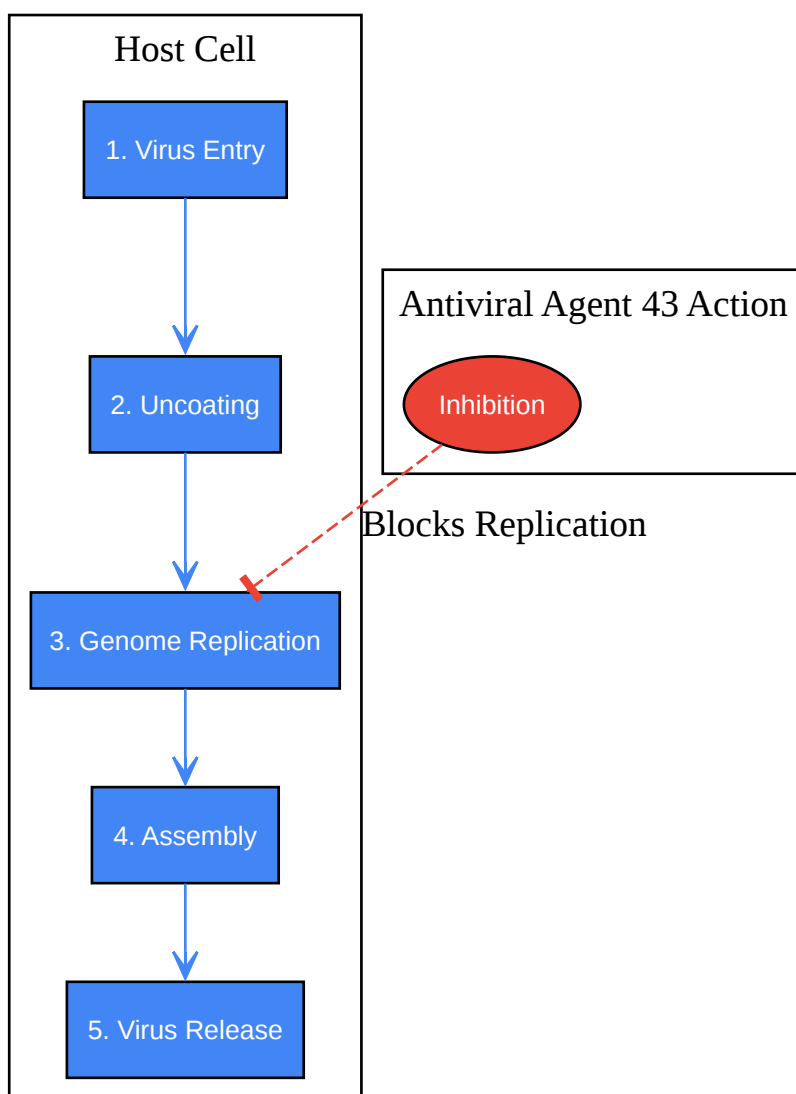 Host Cell
1. Virus Entry
Antiviral Agent 43 Action
2. Uncoating
Inhibition
Blocks Replication
3. Genome Replication
4. Assembly
5. Virus Release